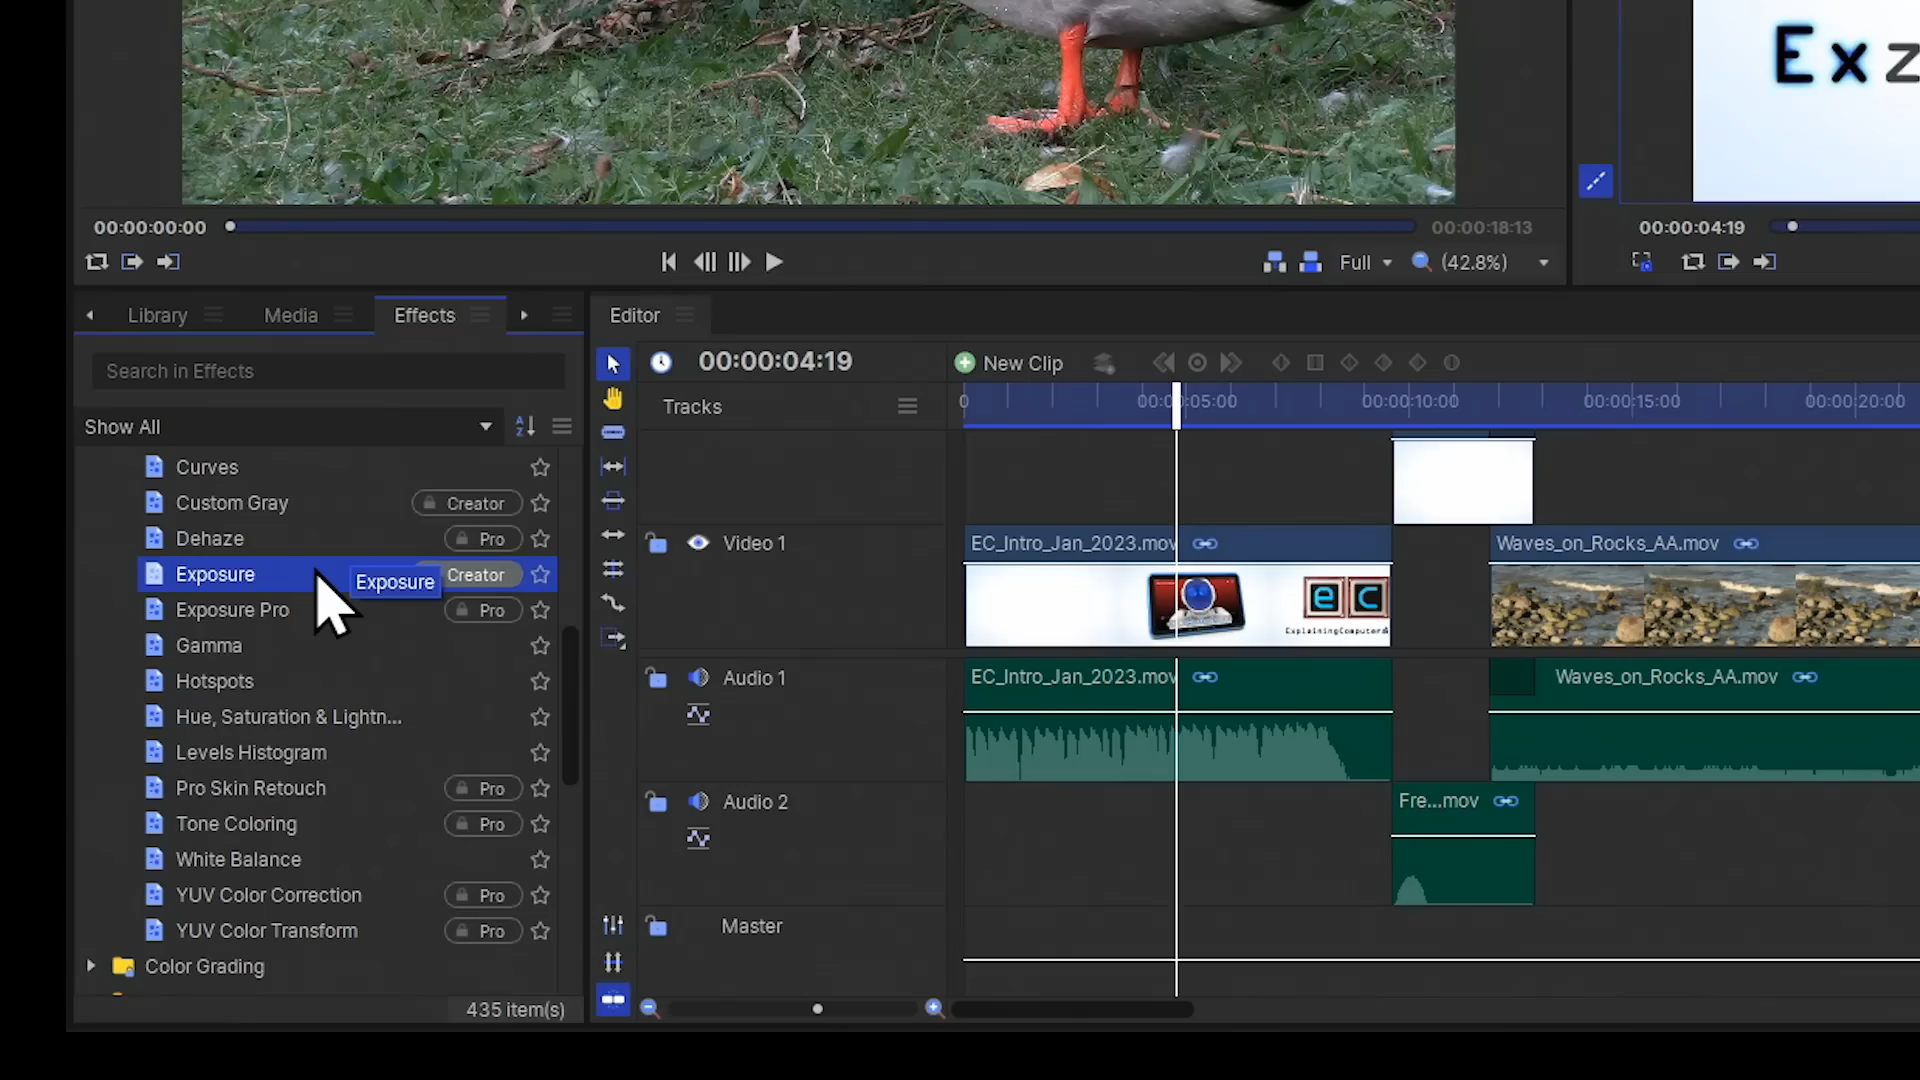 Exz
00:00:00:00
00:00:18:13
00:00:04:19
Full
(42.8%)
Library
Media
Effects
Editor
Search in Effects
00:00:04:19
New Clip
Show All
Tracks
0
00:00:05:00
00:00:10:00
00:00:15:00
00:00:20:00
Curves
Custom Gray
Creator
Dehaze
Pro
Exposure
Exposure
Creator
Exposure Pro
Pro
Gamma
Hotspots
Hue, Saturation & Lightn...
Levels Histogram
Pro Skin Retouch
Pro
Tone Coloring
Pro
White Balance
YUV Color Correction
Pro
YUV Color Transform
Pro
Color Grading
435 item(s)
Video 1
EC_Intro_Jan_2023.mov
Waves_on_Rocks_AA.mov
ec
ExplainingComputers
Audio 1
EC_Intro_Jan_2023.mov
Waves_on_Rocks_AA.mov
Audio 2
Fre...mov
Master